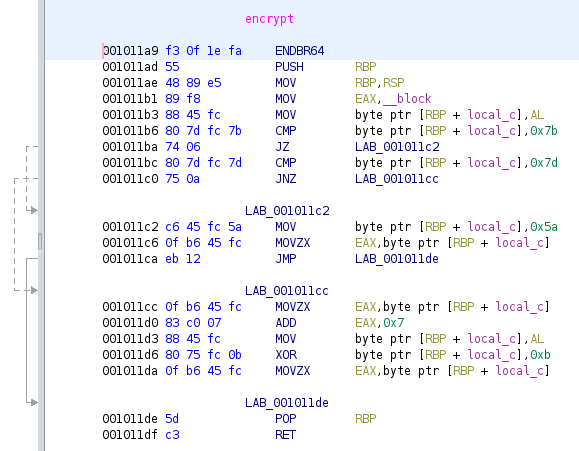 encrypt
001011a9 f3 0f 1e fa ENDBR64
001011ad 55 PUSH RBP
001011ae 48 89 e5 MOV RBP,RSP
001011b1 89 f8 MOV EAX,__block
001011b3 88 45 fc MOV byte ptr [RBP + local_c],AL
001011b6 80 7d fc 7b CMP byte ptr [RBP + local_c],0x7b
001011ba 74 06 JZ LAB_001011c2
001011bc 80 7d fc 7d CMP byte ptr [RBP + local_c],0x7d
001011c0 75 0a JNZ LAB_001011cc
LAB_001011c2
001011c2 c6 45 fc 5a MOV byte ptr [RBP + local_c],0x5a
001011c6 0f b6 45 fc MOVZX EAX,byte ptr [RBP + local_c]
001011ca eb 12 JMP LAB_001011de
LAB_001011cc
001011cc 0f b6 45 fc MOVZX EAX,byte ptr [RBP + local_c]
001011d0 83 c0 07 ADD EAX,0x7
001011d3 88 45 fc MOV byte ptr [RBP + local_c],AL
001011d6 80 75 fc 0b XOR byte ptr [RBP + local_c],0xb
001011da 0f b6 45 fc MOVZX EAX,byte ptr [RBP + local_c]
LAB_001011de
001011de 5d POP RBP
001011df c3 RET